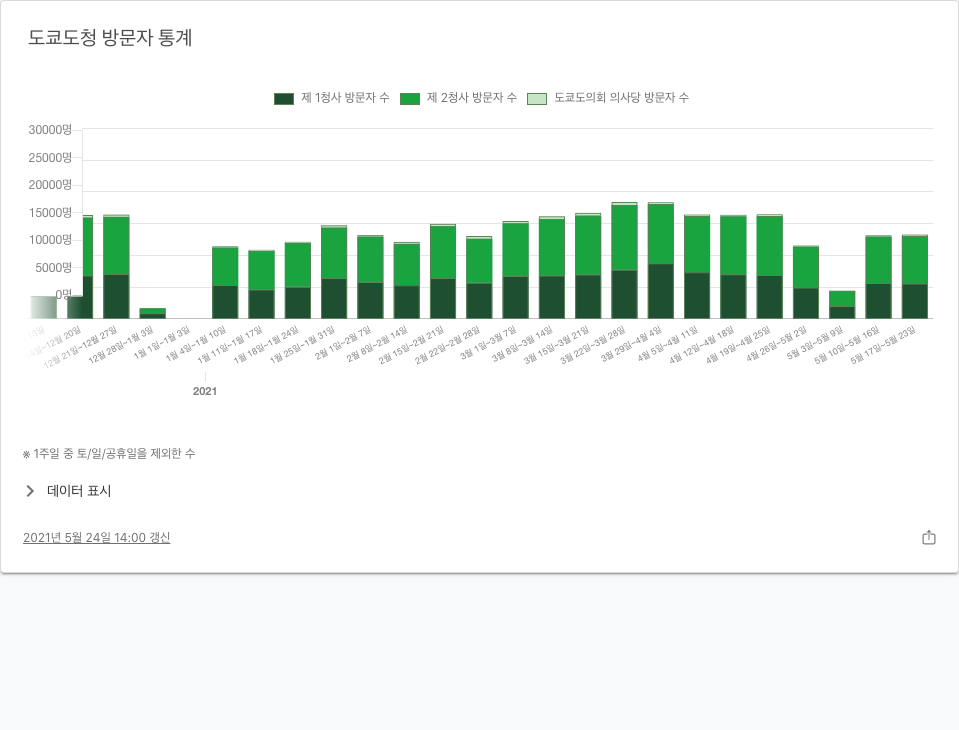 도쿄도청 방문자 통계
제 1청사 방문자 수 제 2청사 방문자 수 도쿄도의회 의사당 방문자 수
30000명
25000명
20000명
15000명
10000명
5000명
0명
12월 20일
12월 21일~12월 27일
12월 28일~1월 3일
1월 1일~1월 3일
1월 4일~1월 10일
1월 11일~1월 17일
1월 18일~1월 24일
1월 25일~1월 31일
2월 1일~2월 7일
2월 8일~2월 14일
2월 15일~2월 21일
2월 22일~2월 28일
3월 1일~3월 7일
3월 8일~3월 14일
3월 15일~3월 21일
3월 22일~3월 28일
3월 29일~4월 4일
4월 5일~4월 11일
4월 12일~4월 18일
4월 19일~4월 25일
4월 26일~5월 2일
5월 3일~5월 9일
5월 10일~5월 16일
5월 17일~5월 23일
2021
※ 1주일 중 토/일/공휴일을 제외한 수
데이터 표시
2021년 5월 24일 14:00 갱신